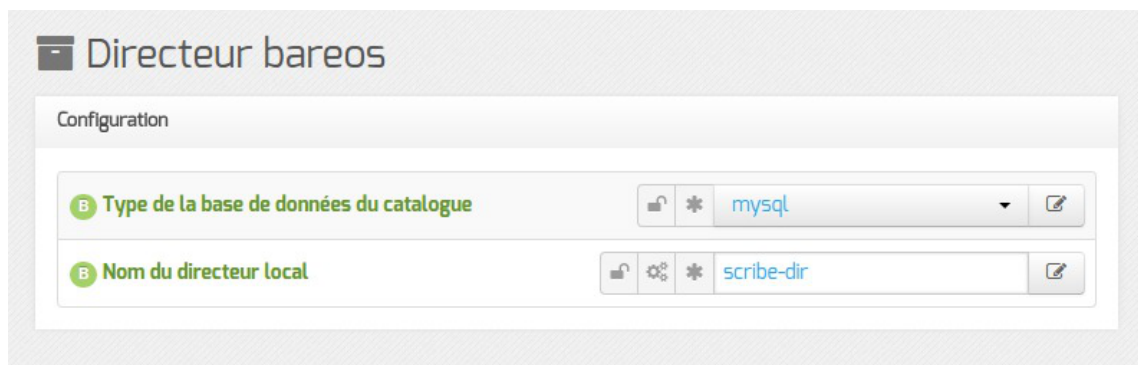 Directeur bareos
Configuration
B Type de la base de données du catalogue mysql
B Nom du directeur local scribe-dir